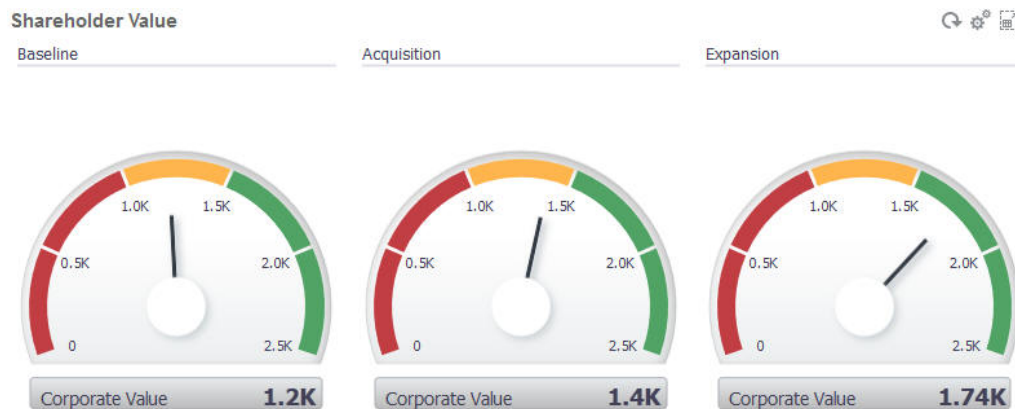 Shareholder Value
Baseline
Acquisition
Expansion
1.0K 1.5K
0.5K 2.0K
0 2.5K
Corporate Value 1.2K
1.0K 1.5K
0.5K 2.0K
0 2.5K
Corporate Value 1.4K
1.0K 1.5K
0.5K 2.0K
0 2.5K
Corporate Value 1.74K